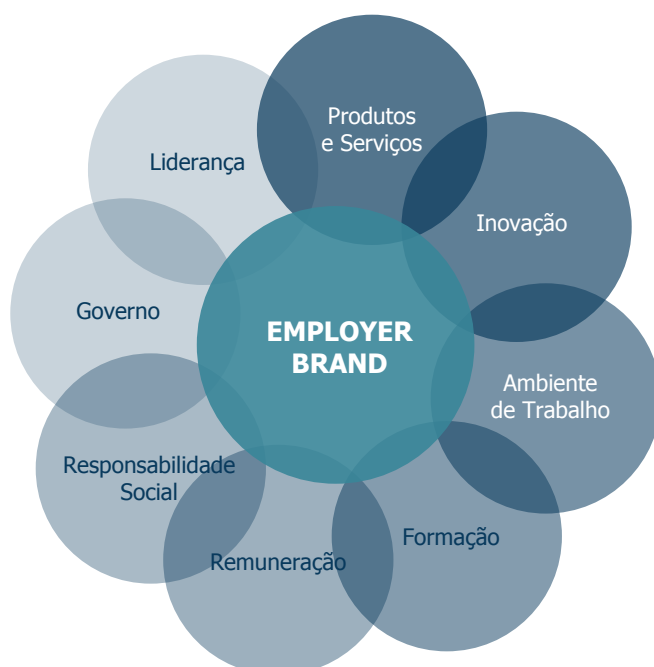 Produtos
e Serviços
Liderança
Inovação
Governo
EMPLOYER
BRAND
Ambiente
de Trabalho
Responsabilidade
Social
Formação
Remuneração